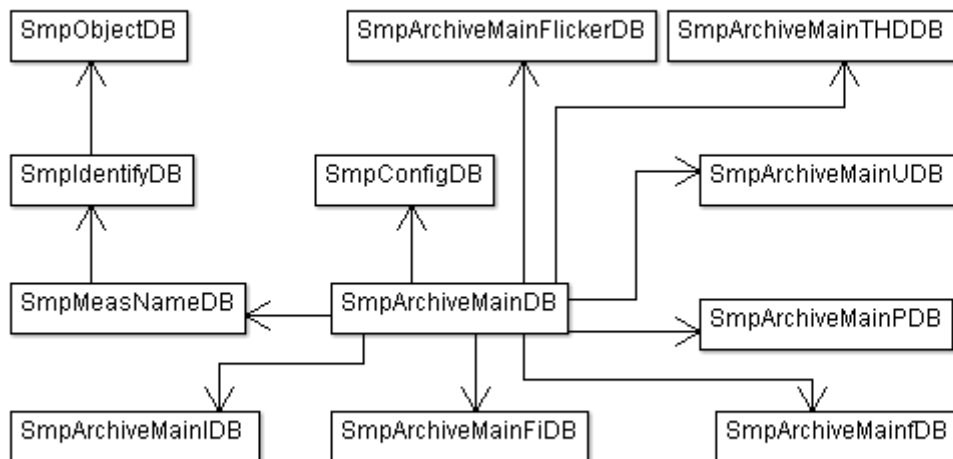 SmpObjectDB
SmpArchiveMainFlickerDB
SmpArchiveMainTHDDB
SmpIdentifyDB
SmpConfigDB
SmpArchiveMainUDB
SmpMeasNameDB
SmpArchiveMainDB
SmpArchiveMainPDB
SmpArchiveMainIDB
SmpArchiveMainFiDB
SmpArchiveMainfDB